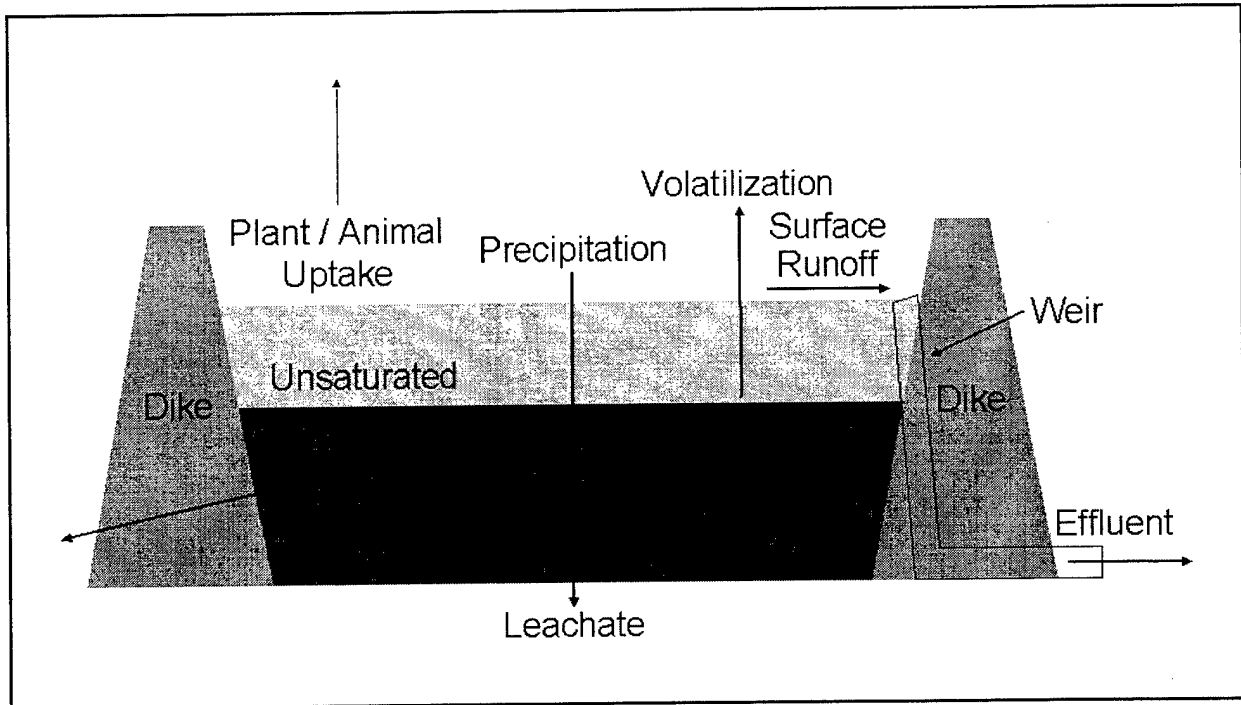 Volatilization
Plant / Animal
Uptake
Precipitation
Surface
Runoff
Weir
Unsaturated
Dike
Dike
Effluent
Leachate